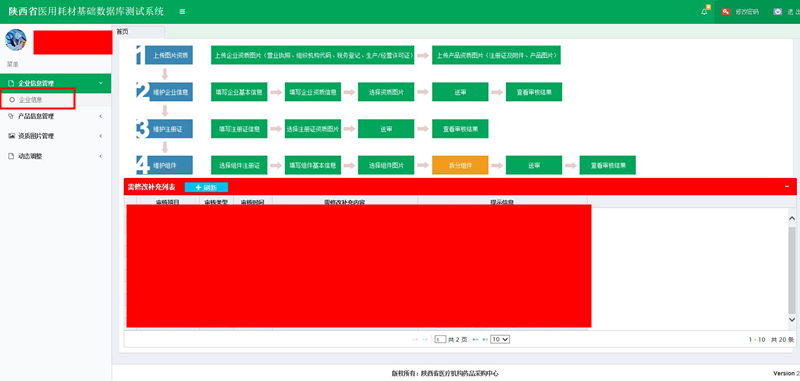 陕西省医用耗材基础数据库测试系统
修改密码
退 出
首页
菜单
企业信息管理
企业信息
产品信息管理
资质图片管理
动态调整
1 上传图片资质 上传企业资质图片（营业执照、组织机构代码、税务登记、生产/经营许可证） 上传产品资质图片（注册证及附件、产品图片）
2 维护企业信息 填写企业基本信息 填写企业资质信息 选择资质图片 送审 查看审核结果
3 维护注册证 填写注册证信息 选择注册证资质图片 送审 查看审核结果
4 维护组件 选择组件注册证 填写组件基本信息 选择组件图片 拆分组件 送审 查看审核结果
需修改补充列表 + 刷新
审核项目 审核类型 审核时间 需修改补充内容 提示信息
1 共 2 页 10 1 - 10 共 20 条
版权所有：陕西省医疗机构药品采购中心
Version 2